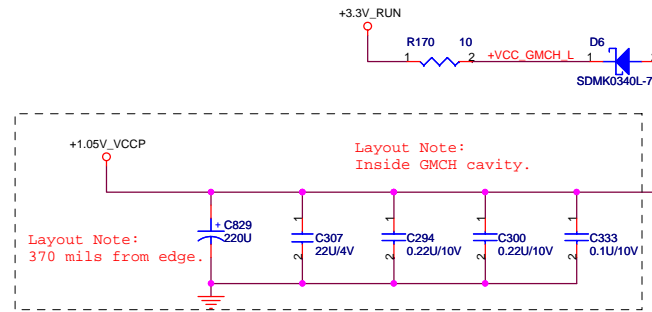 +3.3V_RUN
R170 10 D6
1 2 +VCC_GMCH_L 1
SDMK0340L-7
+1.05V_VCCP
Layout Note:
Inside GMCH cavity.
Layout Note:
370 mils from edge.
+ C829
220U
1
C307
22U/4V
2
1
C294
0.22U/10V
2
1
C300
0.22U/10V
2
1
C333
0.1U/10V
2